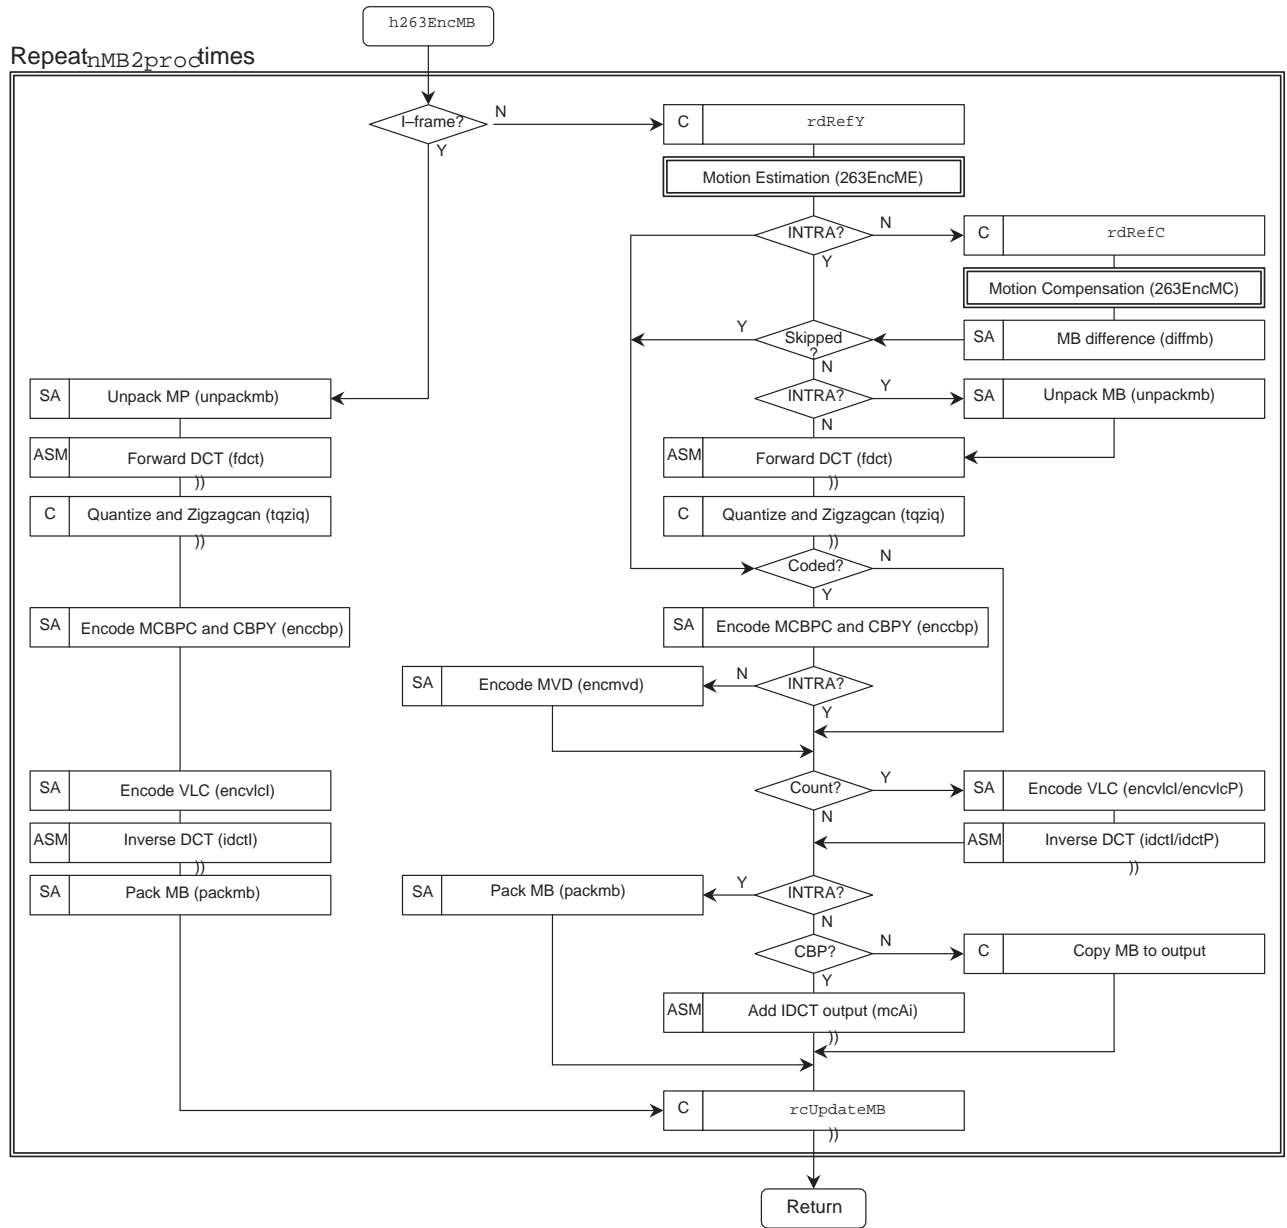 h263EncMB
Repeat nMB2proc times
I–frame?
N
Y
C
rdRefY
Motion Estimation (263EncME)
INTRA?
N
Y
C
rdRefC
Motion Compensation (263EncMC)
Y
Skipped
?
N
SA
MB difference (diffmb)
SA
Unpack MP (unpackmb)
INTRA?
Y
N
SA
Unpack MB (unpackmb)
ASM
Forward DCT (fdct)
))
ASM
Forward DCT (fdct)
))
C
Quantize and Zigzagcan (tqziq)
))
C
Quantize and Zigzagcan (tqziq)
))
Coded?
N
Y
SA
Encode MCBPC and CBPY (enccbp)
SA
Encode MCBPC and CBPY (enccbp)
SA
Encode MVD (encmvd)
N
INTRA?
Y
SA
Encode VLC (encvlcI)
Count?
Y
N
SA
Encode VLC (encvlcI/encvlcP)
ASM
Inverse DCT (idctI)
))
ASM
Inverse DCT (idctI/idctP)
))
SA
Pack MB (packmb)
SA
Pack MB (packmb)
Y
INTRA?
N
CBP?
N
Y
C
Copy MB to output
ASM
Add IDCT output (mcAi)
))
C
rcUpdateMB
))
Return